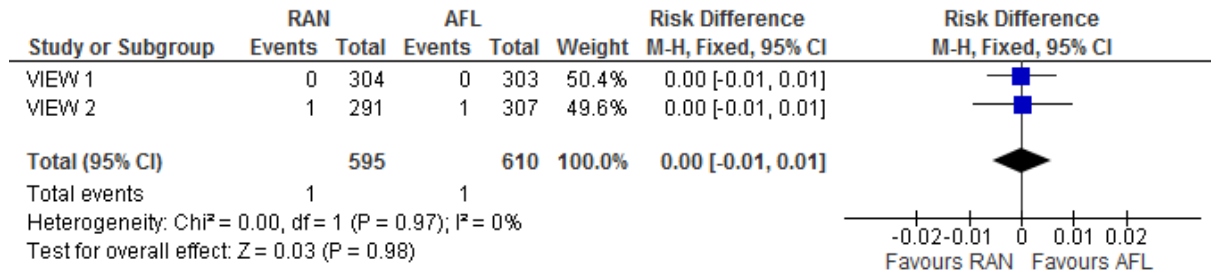 RAN AFL Risk Difference Risk Difference
Study or Subgroup Events Total Events Total Weight M-H, Fixed, 95% CI M-H, Fixed, 95% CI
VIEW 1 0 304 0 303 50.4% 0.00 [-0.01, 0.01]
VIEW 2 1 291 1 307 49.6% 0.00 [-0.01, 0.01]
Total (95% CI) 595 610 100.0% 0.00 [-0.01, 0.01]
Total events 1 1
Heterogeneity: Chi² = 0.00, df = 1 (P = 0.97); I² = 0%
Test for overall effect: Z = 0.03 (P = 0.98)
-0.02 -0.01 0 0.01 0.02
Favours RAN Favours AFL